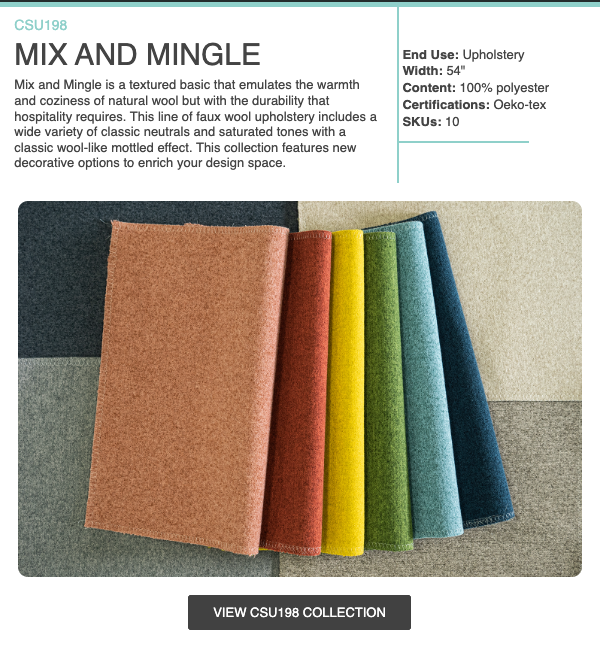 CSU198
MIX AND MINGLE
Mix and Mingle is a textured basic that emulates the warmth
and coziness of natural wool but with the durability that
hospitality requires. This line of faux wool upholstery includes a
wide variety of classic neutrals and saturated tones with a
classic wool-like mottled effect. This collection features new
decorative options to enrich your design space.
End Use: Upholstery
Width: 54"
Content: 100% polyester
Certifications: Oeko-tex
SKUs: 10
VIEW CSU198 COLLECTION